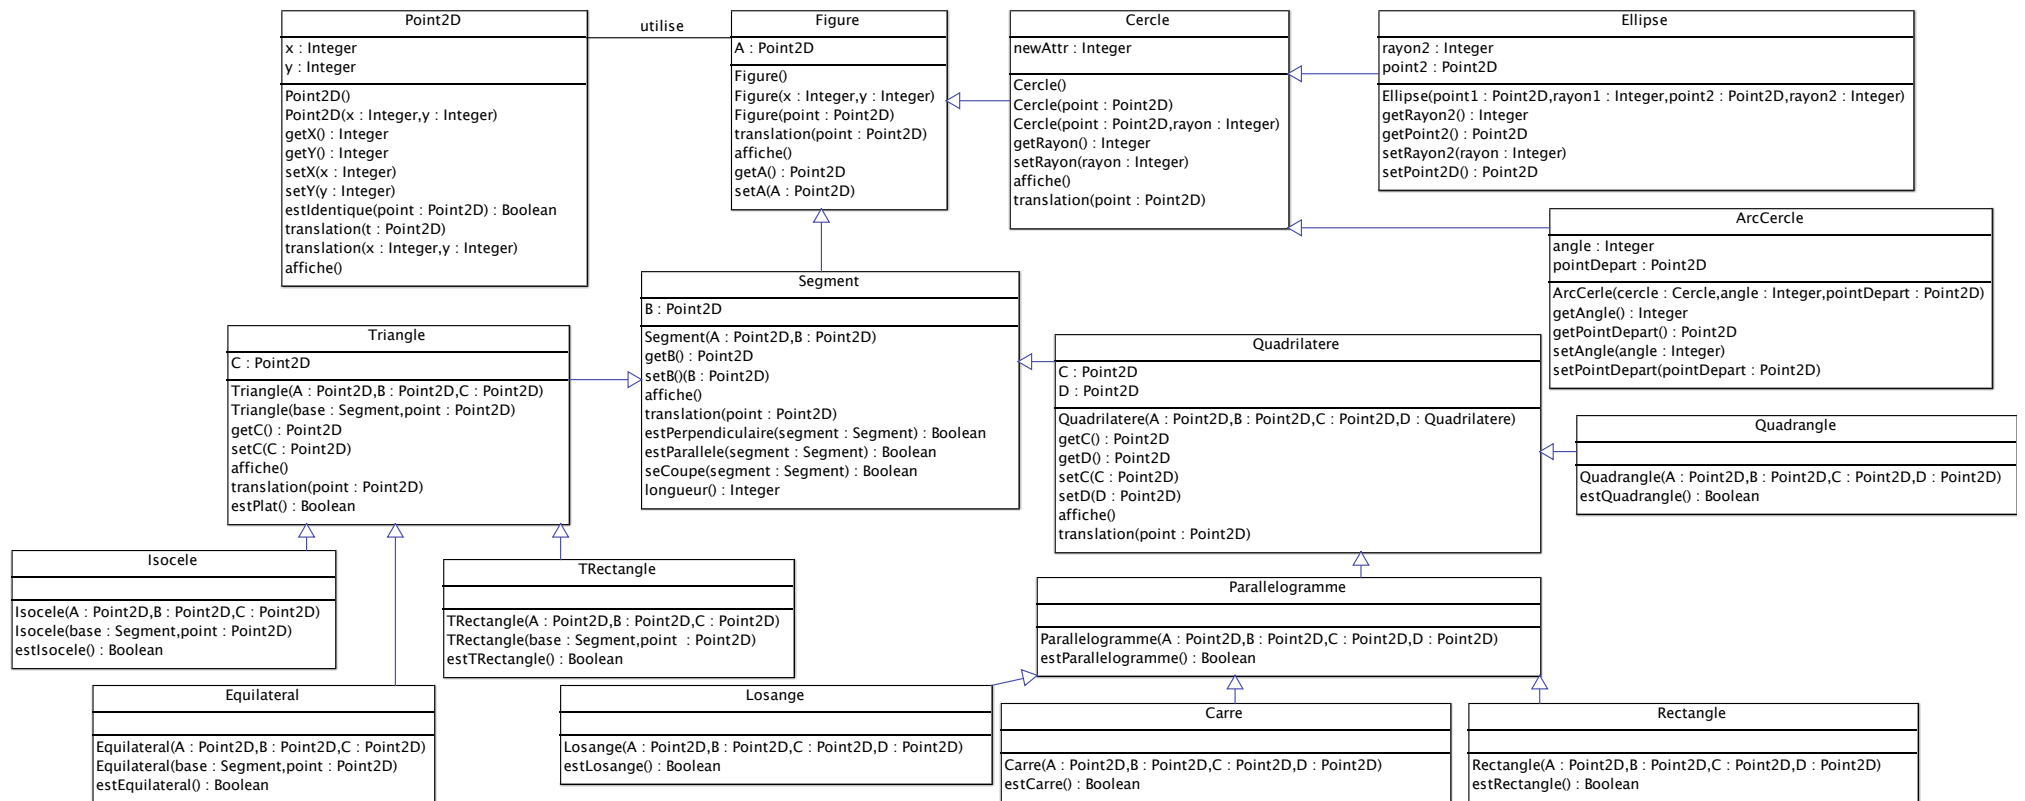 Point2D
x : Integer
y : Integer
Point2D()
Point2D(x : Integer,y : Integer)
getX() : Integer
getY() : Integer
setX(x : Integer)
setY(y : Integer)
estIdentique(point : Point2D) : Boolean
translation(t : Point2D)
translation(x : Integer,y : Integer)
affiche()
utilise
Figure
A : Point2D
Figure()
Figure(x : Integer,y : Integer)
Figure(point : Point2D)
translation(point : Point2D)
affiche()
getA() : Point2D
setA(A : Point2D)
Cercle
newAttr : Integer
Cercle()
Cercle(point : Point2D)
Cercle(point : Point2D,rayon : Integer)
getRayon() : Integer
setRayon(rayon : Integer)
affiche()
translation(point : Point2D)
Ellipse
rayon2 : Integer
point2 : Point2D
Ellipse(point1 : Point2D,rayon1 : Integer,point2 : Point2D,rayon2 : Integer)
getRayon2() : Integer
getPoint2() : Point2D
setRayon2(rayon : Integer)
setPoint2D() : Point2D
ArcCercle
angle : Integer
pointDepart : Point2D
ArcCerle(cercle : Cercle,angle : Integer,pointDepart : Point2D)
getAngle() : Integer
getPointDepart() : Point2D
setAngle(angle : Integer)
setPointDepart(pointDepart : Point2D)
Segment
B : Point2D
Segment(A : Point2D,B : Point2D)
getB() : Point2D
setB()(B : Point2D)
affiche()
translation(point : Point2D)
estPerpendiculaire(segment : Segment) : Boolean
estParallele(segment : Segment) : Boolean
seCoupe(segment : Segment) : Boolean
longueur() : Integer
Triangle
C : Point2D
Triangle(A : Point2D,B : Point2D,C : Point2D)
Triangle(base : Segment,point : Point2D)
getC() : Point2D
setC(C : Point2D)
affiche()
translation(point : Point2D)
estPlat() : Boolean
Quadrilatere
C : Point2D
D : Point2D
Quadrilatere(A : Point2D,B : Point2D,C : Point2D,D : Quadrilatere)
getC() : Point2D
getD() : Point2D
setC(C : Point2D)
setD(D : Point2D)
affiche()
translation(point : Point2D)
Quadrangle
Quadrangle(A : Point2D,B : Point2D,C : Point2D,D : Point2D)
estQuadrangle() : Boolean
Isocele
Isocele(A : Point2D,B : Point2D,C : Point2D)
Isocele(base : Segment,point : Point2D)
estIsocele() : Boolean
TRectangle
TRectangle(A : Point2D,B : Point2D,C : Point2D)
TRectangle(base : Segment,point : Point2D)
estTRectangle() : Boolean
Parallelogramme
Parallelogramme(A : Point2D,B : Point2D,C : Point2D,D : Point2D)
estParallelogramme() : Boolean
Equilateral
Equilateral(A : Point2D,B : Point2D,C : Point2D)
Equilateral(base : Segment,point : Point2D)
estEquilateral() : Boolean
Losange
Losange(A : Point2D,B : Point2D,C : Point2D,D : Point2D)
estLosange() : Boolean
Carre
Carre(A : Point2D,B : Point2D,C : Point2D,D : Point2D)
estCarre() : Boolean
Rectangle
Rectangle(A : Point2D,B : Point2D,C : Point2D,D : Point2D)
estRectangle() : Boolean